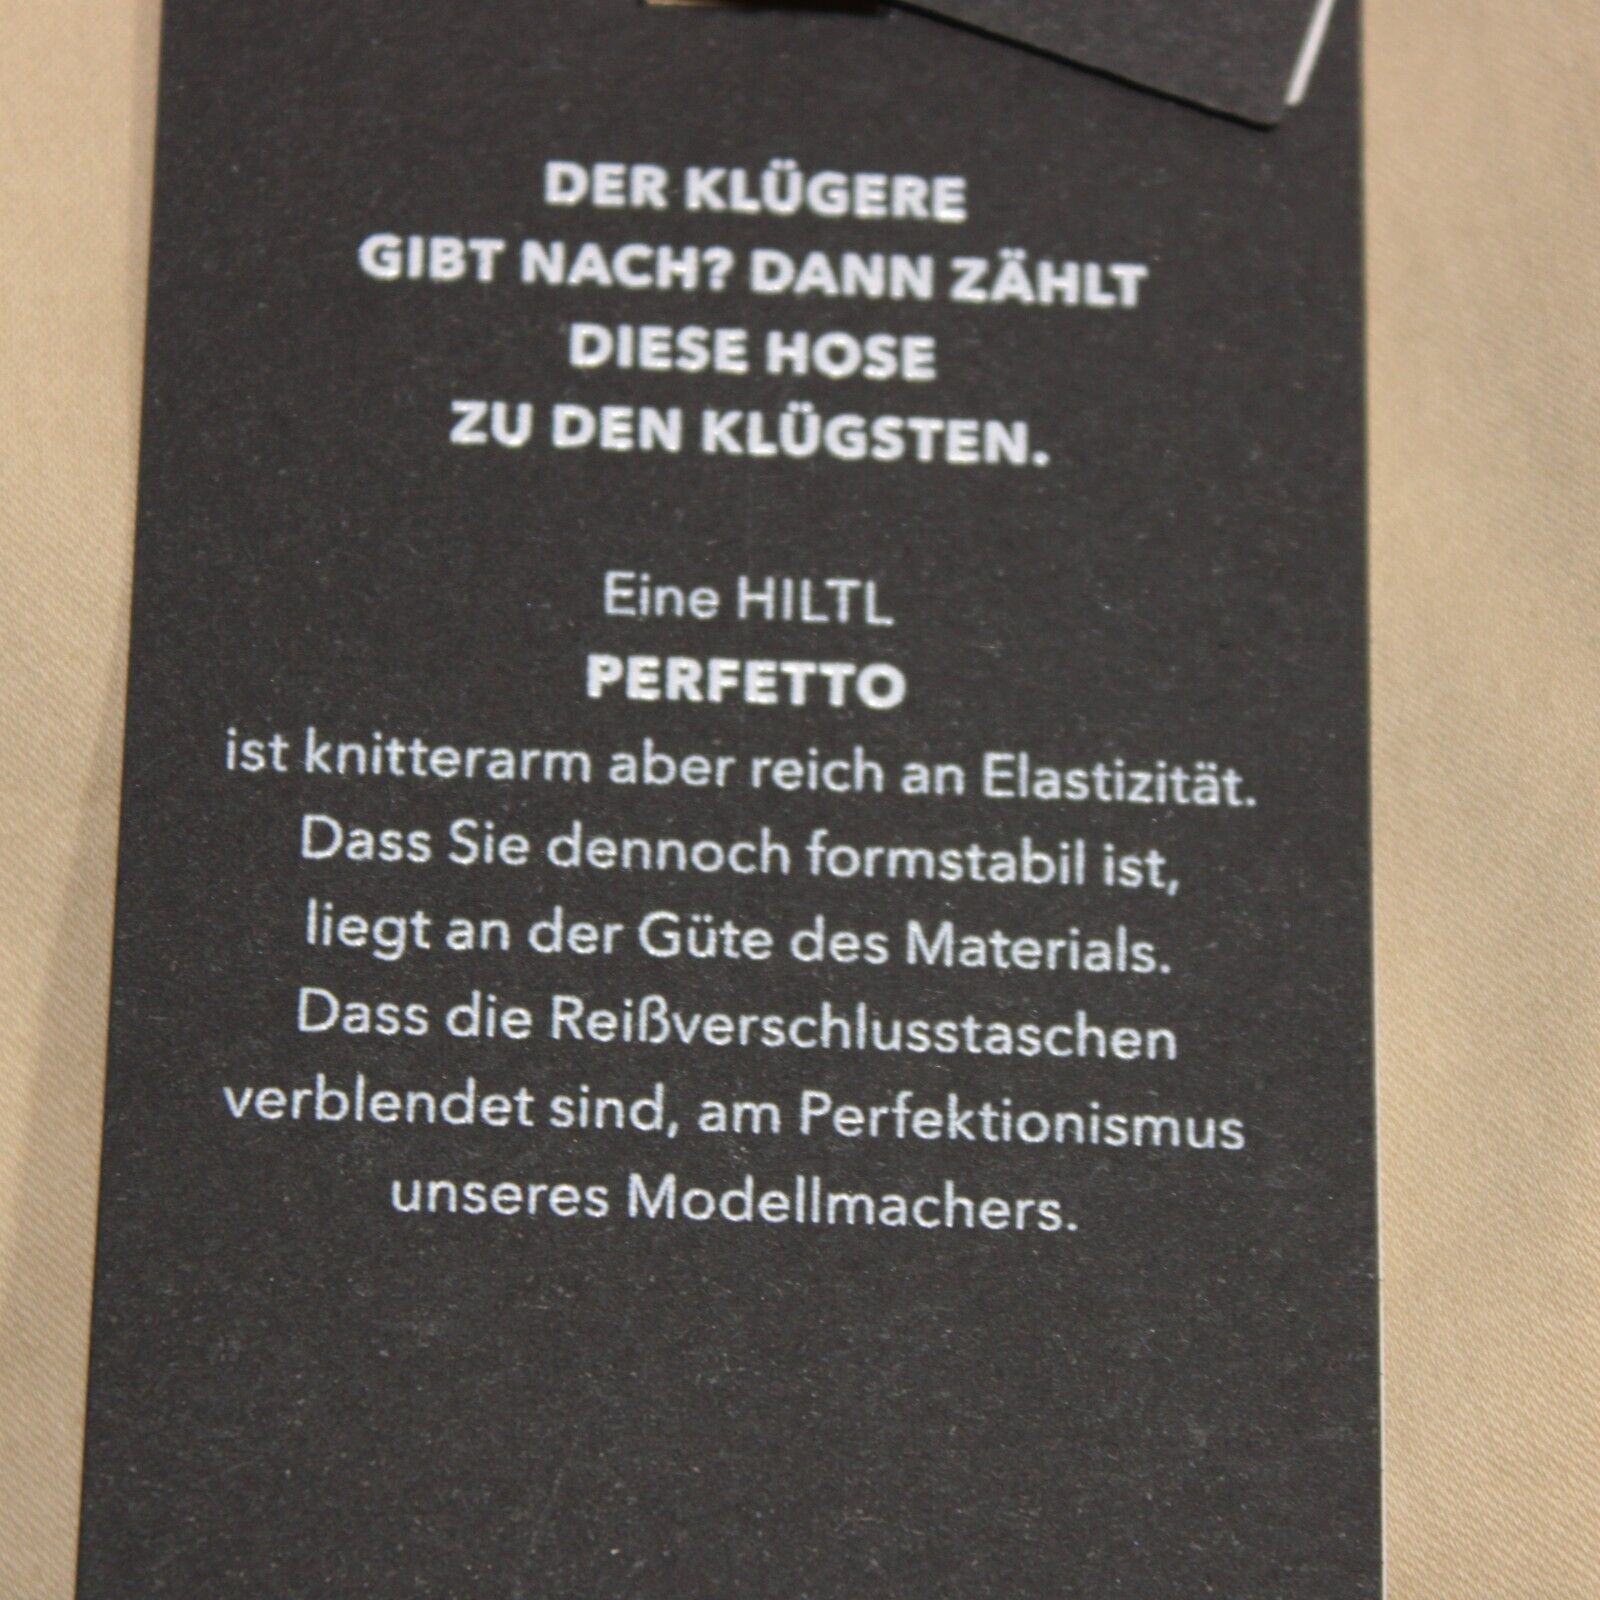 DER KLÜGERE
GIBT NACH? DANN ZÄHLT
DIESE HOSE
ZU DEN KLÜGSTEN.
Eine HILTL
PERFETTO
ist knitterarm aber reich an Elastizität.
Dass Sie dennoch formstabil ist,
liegt an der Güte des Materials.
Dass die Reißverschlusstaschen
verblendet sind, am Perfektionismus
unseres Modellmachers.